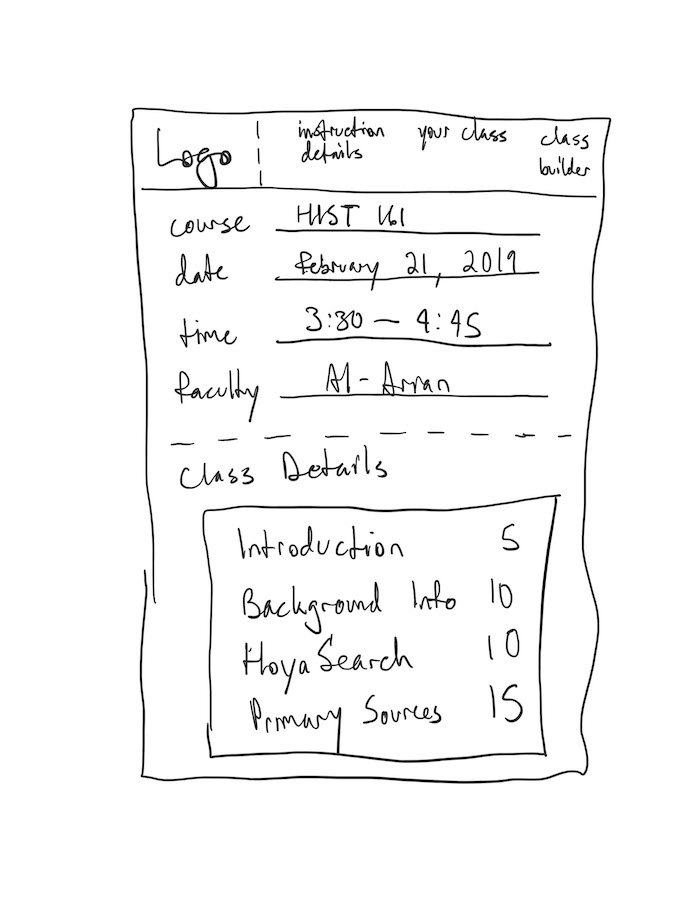 Logo
instruction details
your class
class builder
course HIST 161
date February 21, 2019
time 3:30 – 4:45
faculty Al-Arian
Class Details
Introduction 5
Background Info 10
HoyaSearch 10
Primary Sources 15